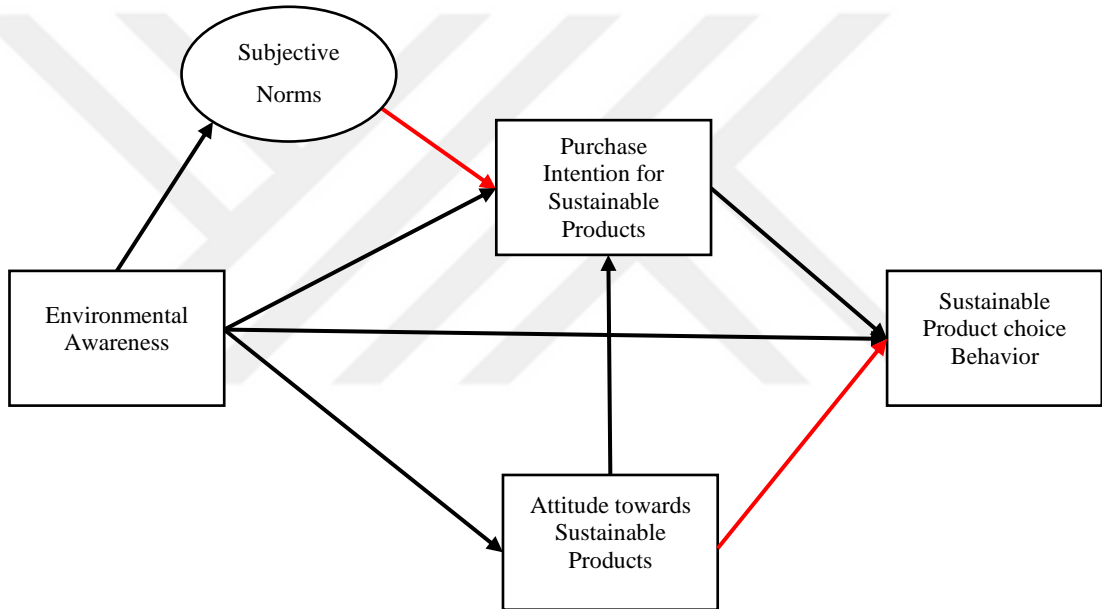 Subjective
Norms
Purchase
Intention for
Sustainable
Products
Environmental
Awareness
Sustainable
Product choice
Behavior
Attitude towards
Sustainable
Products